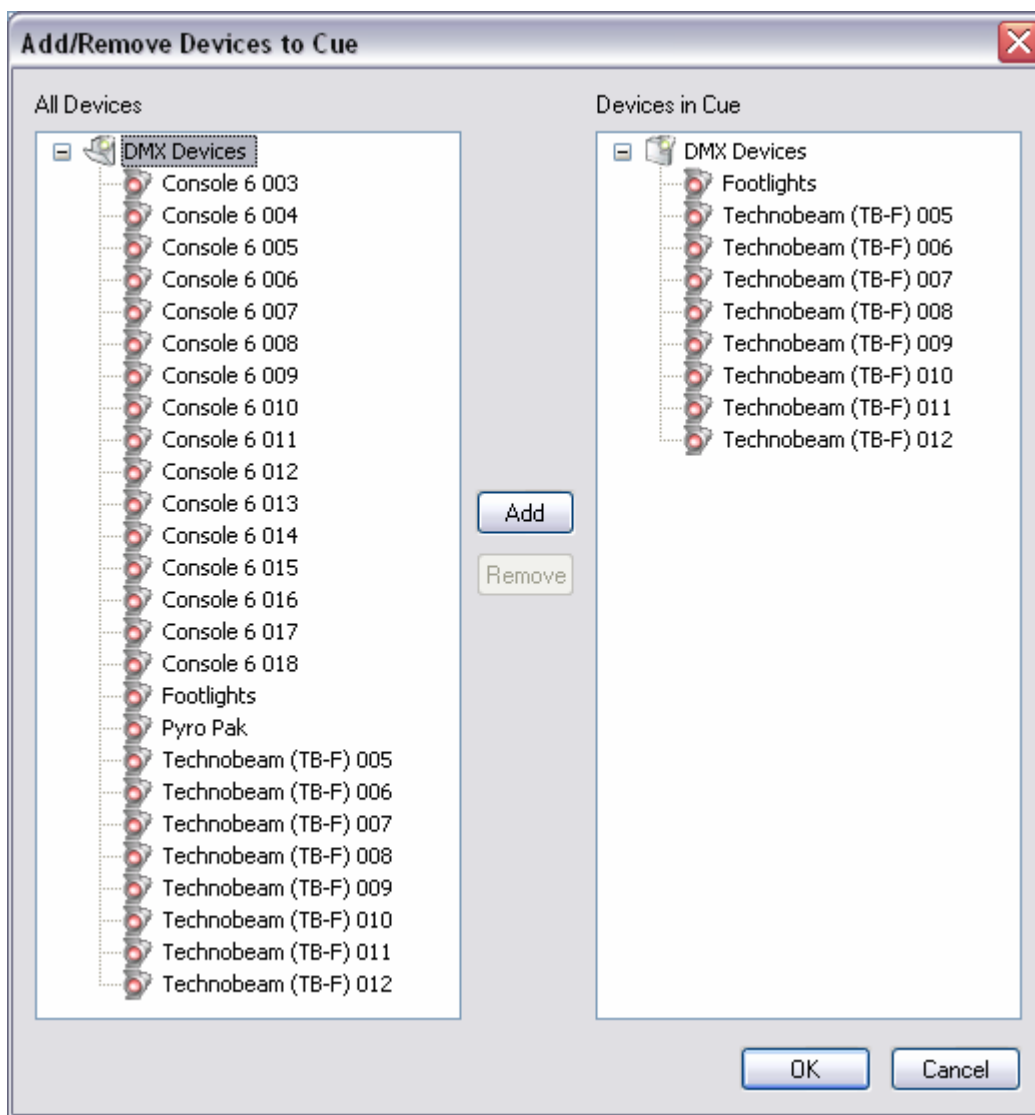 Add/Remove Devices to Cue
All Devices
DMX Devices
Console 6 003
Console 6 004
Console 6 005
Console 6 006
Console 6 007
Console 6 008
Console 6 009
Console 6 010
Console 6 011
Console 6 012
Console 6 013
Console 6 014
Console 6 015
Console 6 016
Console 6 017
Console 6 018
Footlights
Pyro Pak
Technobeam (TB-F) 005
Technobeam (TB-F) 006
Technobeam (TB-F) 007
Technobeam (TB-F) 008
Technobeam (TB-F) 009
Technobeam (TB-F) 010
Technobeam (TB-F) 011
Technobeam (TB-F) 012
Add
Remove
Devices in Cue
DMX Devices
Footlights
Technobeam (TB-F) 005
Technobeam (TB-F) 006
Technobeam (TB-F) 007
Technobeam (TB-F) 008
Technobeam (TB-F) 009
Technobeam (TB-F) 010
Technobeam (TB-F) 011
Technobeam (TB-F) 012
OK
Cancel